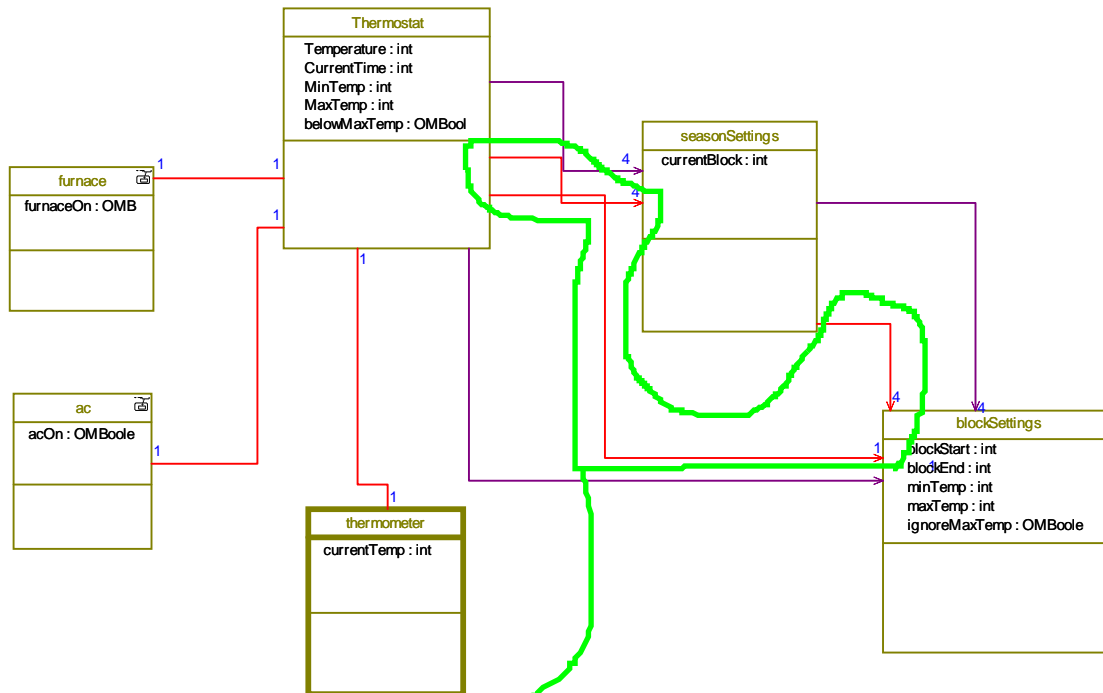 Thermostat
Temperature : int
CurrentTime : int
MinTemp : int
MaxTemp : int
belowMaxTemp : OMBool
seasonSettings
currentBlock : int
4
4
furnace
furnaceOn : OMB
1
1
1
1
ac
acOn : OMBoole
1
1
thermometer
currentTemp : int
4
4
1
1
blockSettings
blockStart : int
blockEnd : int
minTemp : int
maxTemp : int
ignoreMaxTemp : OMBoole